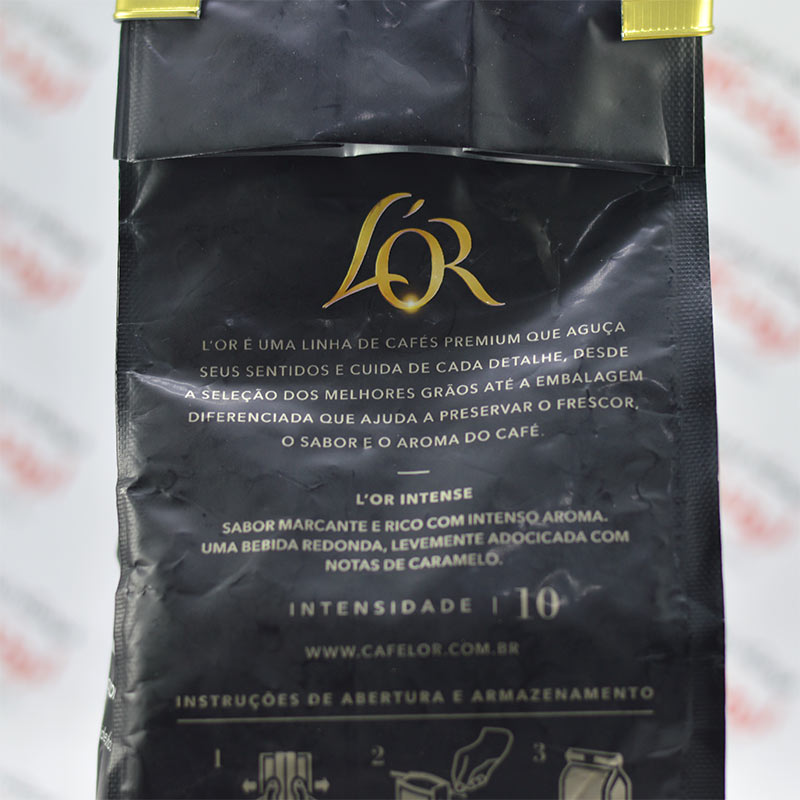 L'OR
L'OR É UMA LINHA DE CAFÉS PREMIUM QUE AGUÇA
SEUS SENTIDOS E CUIDA DE CADA DETALHE, DESDE
A SELEÇÃO DOS MELHORES GRÃOS ATÉ A EMBALAGEM
DIFERENCIADA QUE AJUDA A PRESERVAR O FRESCOR,
O SABOR E O AROMA DO CAFÉ.
L'OR INTENSE
SABOR MARCANTE E RICO COM INTENSO AROMA.
UMA BEBIDA REDONDA, LEVEMENTE ADOCICADA COM
NOTAS DE CARAMELO.
INTENSIDADE | 10
WWW.CAFELOR.COM.BR
INSTRUÇÕES DE ABERTURA E ARMAZENAMENTO
1 2 3